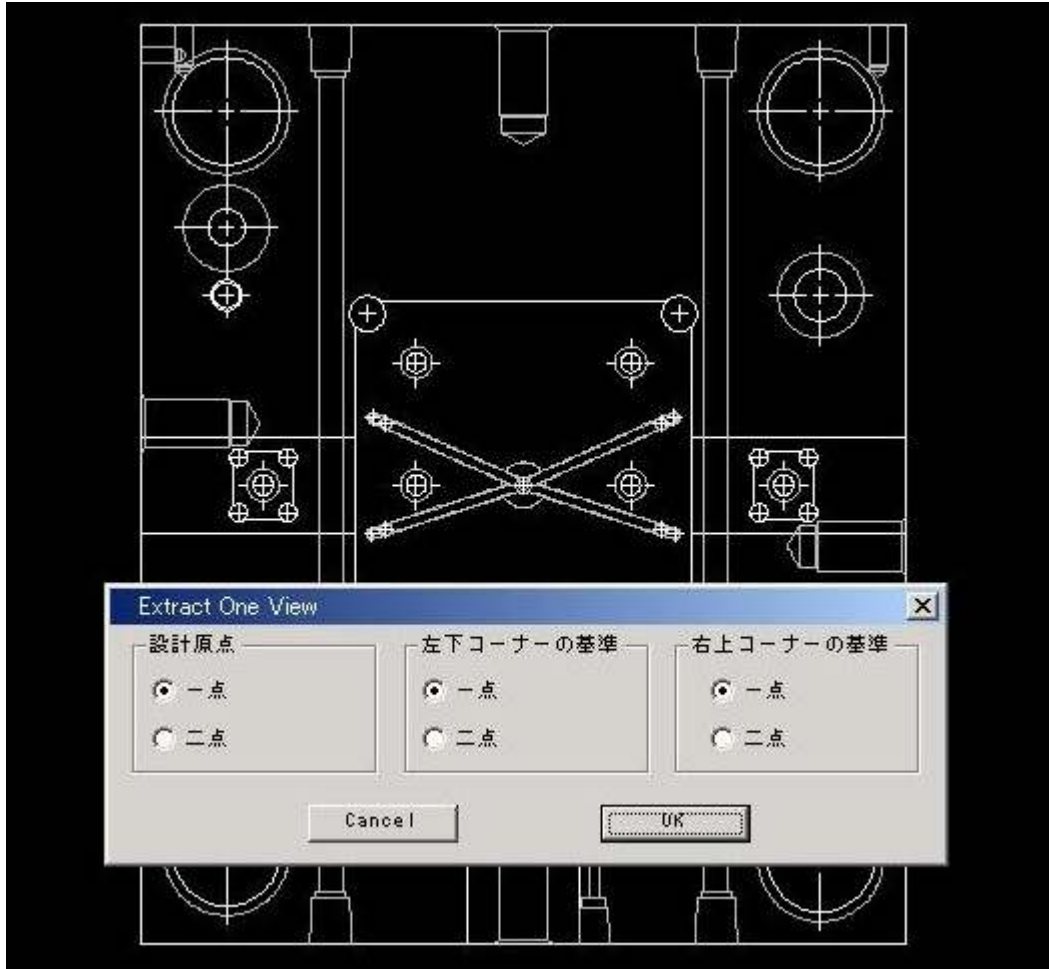 Extract One View
設計原点
一点
二点
左下コーナーの基準
一点
二点
右上コーナーの基準
一点
二点
Cancel
OK